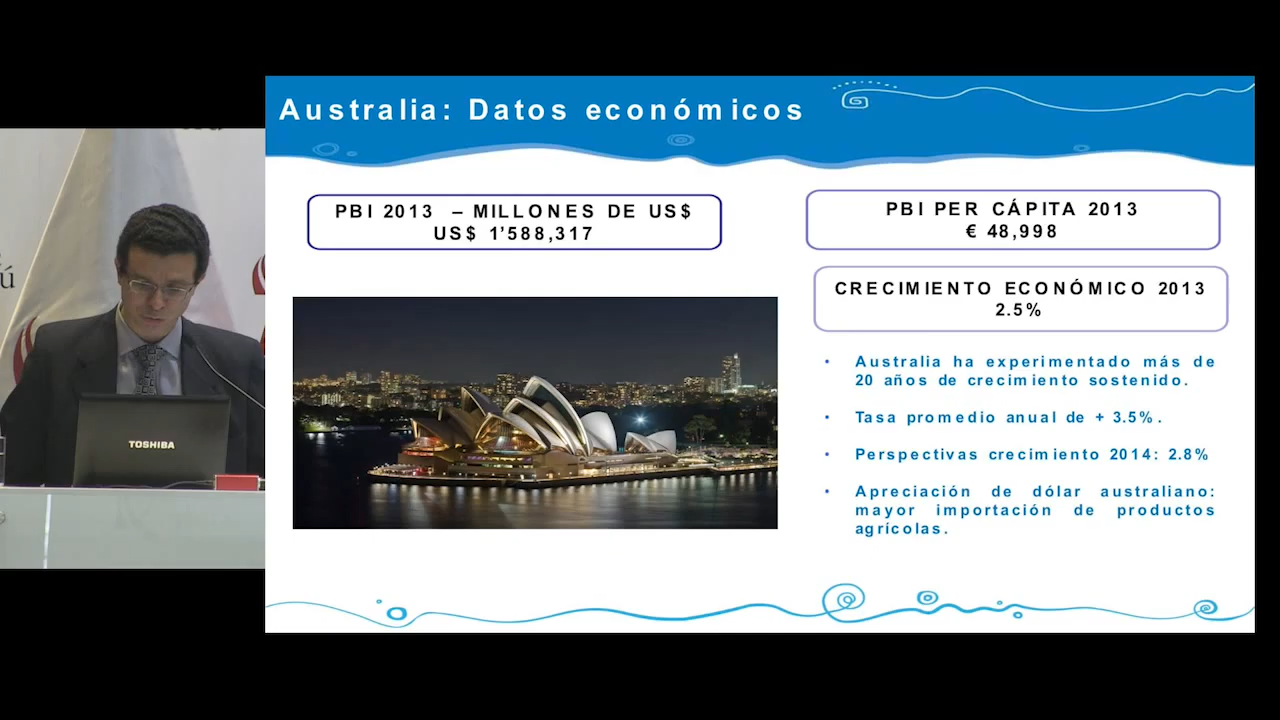 Australia: Datos económicos
PBI 2013 – MILLONES DE US$
US$ 1’588,317
PBI PER CÁPITA 2013
€ 48,998
CRECIMIENTO ECONÓMICO 2013
2.5%
• Australia ha experimentado más de
20 años de crecimiento sostenido.
• Tasa promedio anual de + 3.5%.
• Perspectivas crecimiento 2014: 2.8%
• Apreciación de dólar australiano:
mayor importación de productos
agrícolas.
TOSHIBA